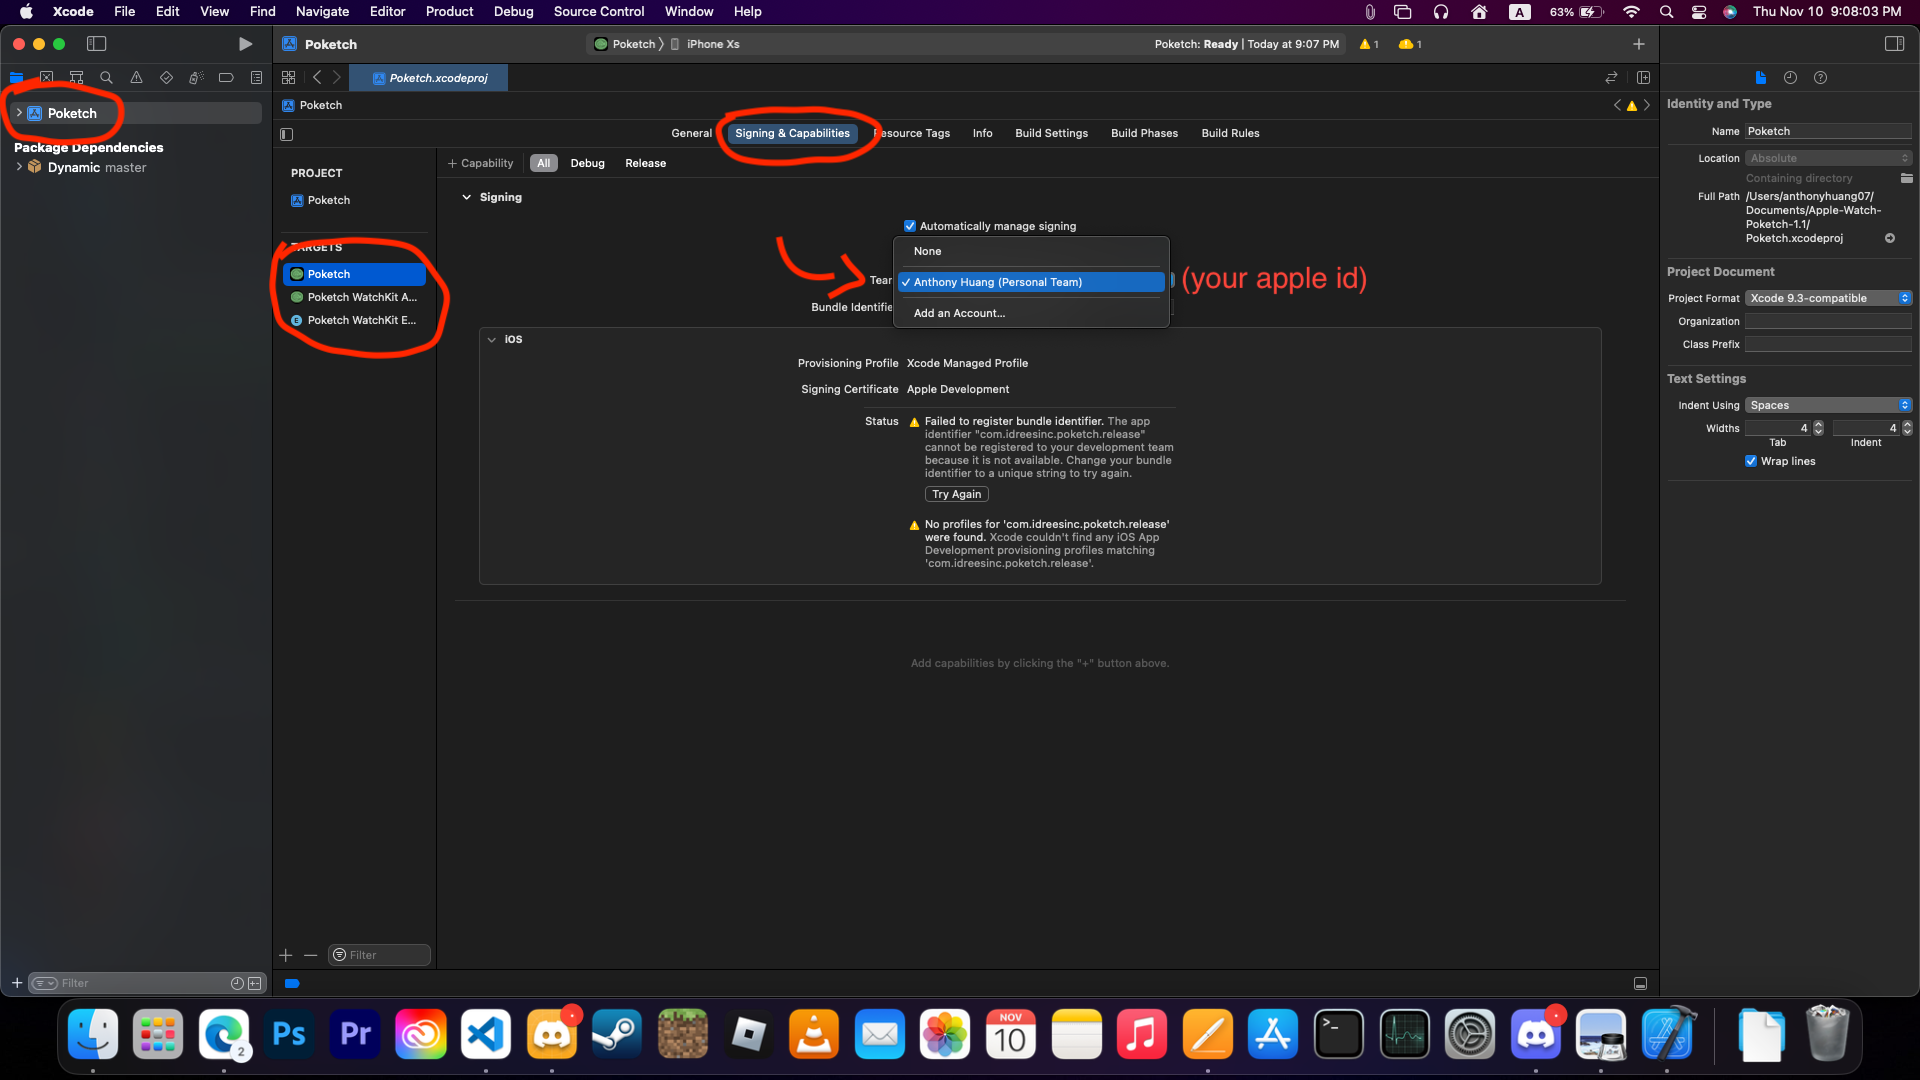 Xcode File Edit View Find Navigate Editor Product Debug Source Control Window Help
A 63% Thu Nov 10 9:08:03 PM
Poketch
Poketch iPhone Xs
Poketch: Ready | Today at 9:07 PM 1 1
Poketch.xcodeproj
Poketch
Poketch
Package Dependencies
Dynamic master
General Signing & Capabilities Resource Tags Info Build Settings Build Phases Build Rules
+ Capability All Debug Release
PROJECT
Poketch
TARGETS
Poketch
Poketch WatchKit A...
Poketch WatchKit E...
Signing
Automatically manage signing
None
Anthony Huang (Personal Team)
(your apple id)
Add an Account...
Bundle Identifie
iOS
Provisioning Profile Xcode Managed Profile
Signing Certificate Apple Development
Status Failed to register bundle identifier. The app
identifier "com.idreesinc.poketch.release"
cannot be registered to your development team
because it is not available. Change your bundle
identifier to a unique string to try again.
Try Again
No profiles for 'com.idreesinc.poketch.release'
were found. Xcode couldn't find any iOS App
Development provisioning profiles matching
'com.idreesinc.poketch.release'.
Add capabilities by clicking the "+" button above.
Filter
Filter
Identity and Type
Name Poketch
Location Absolute
Containing directory
Full Path /Users/anthonyhuang07/
Documents/Apple-Watch-
Poketch-1.1/
Poketch.xcodeproj
Project Document
Project Format Xcode 9.3-compatible
Organization
Class Prefix
Text Settings
Indent Using Spaces
Widths 4 4
Tab Indent
Wrap lines
2
Ps
Pr
NOV
10